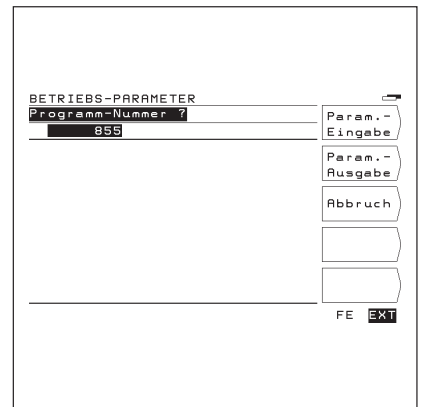 BETRIEBS-PARAMETER
Programm-Nummer ?
855
Param.-
Eingabe
Param.-
Ausgabe
Abbruch
FE EXT